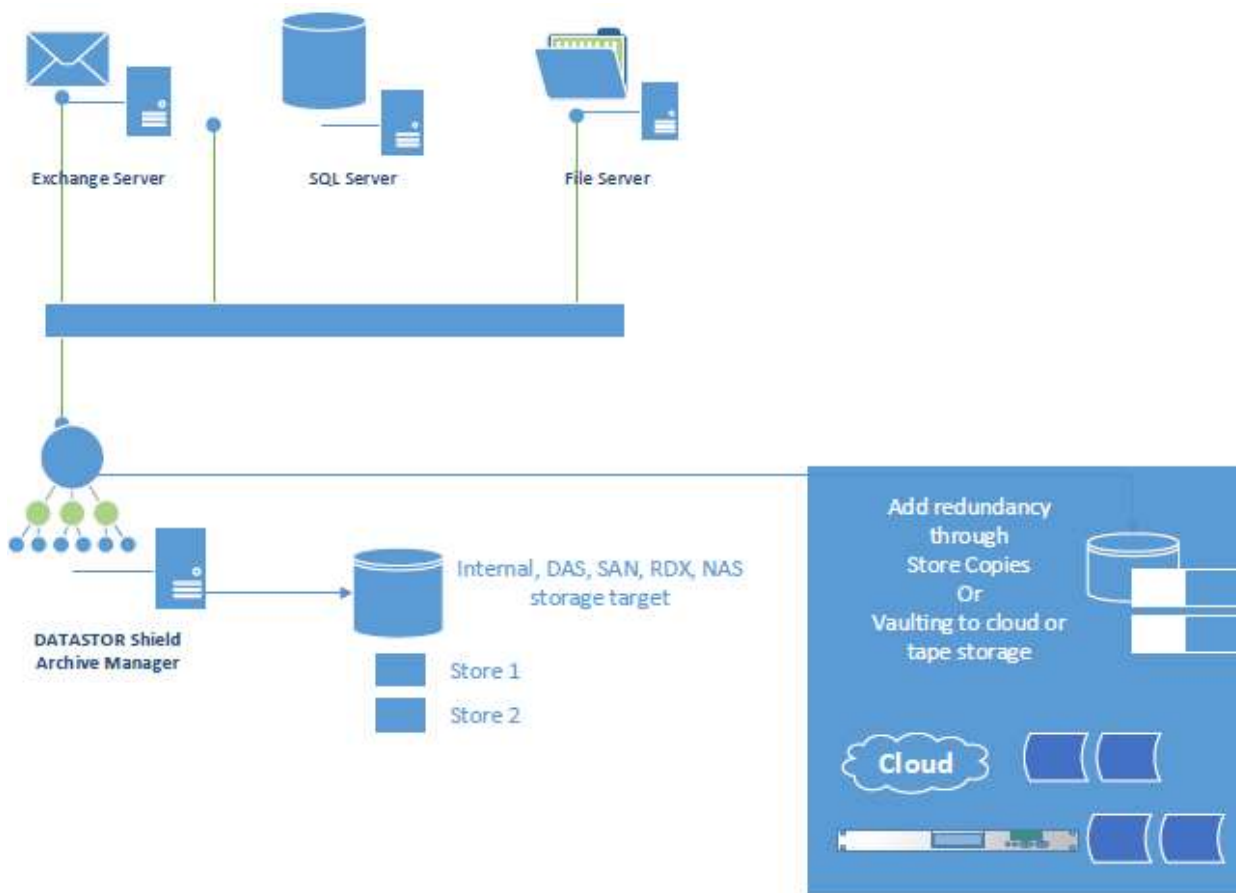 Exchange Server
SQL Server
File Server
Add redundancy
through
Store Copies
Or
Vaulting to cloud or
tape storage
Internal, DAS, SAN, RDX, NAS
storage target
DATASTOR Shield
Archive Manager
Store 1
Store 2
Cloud